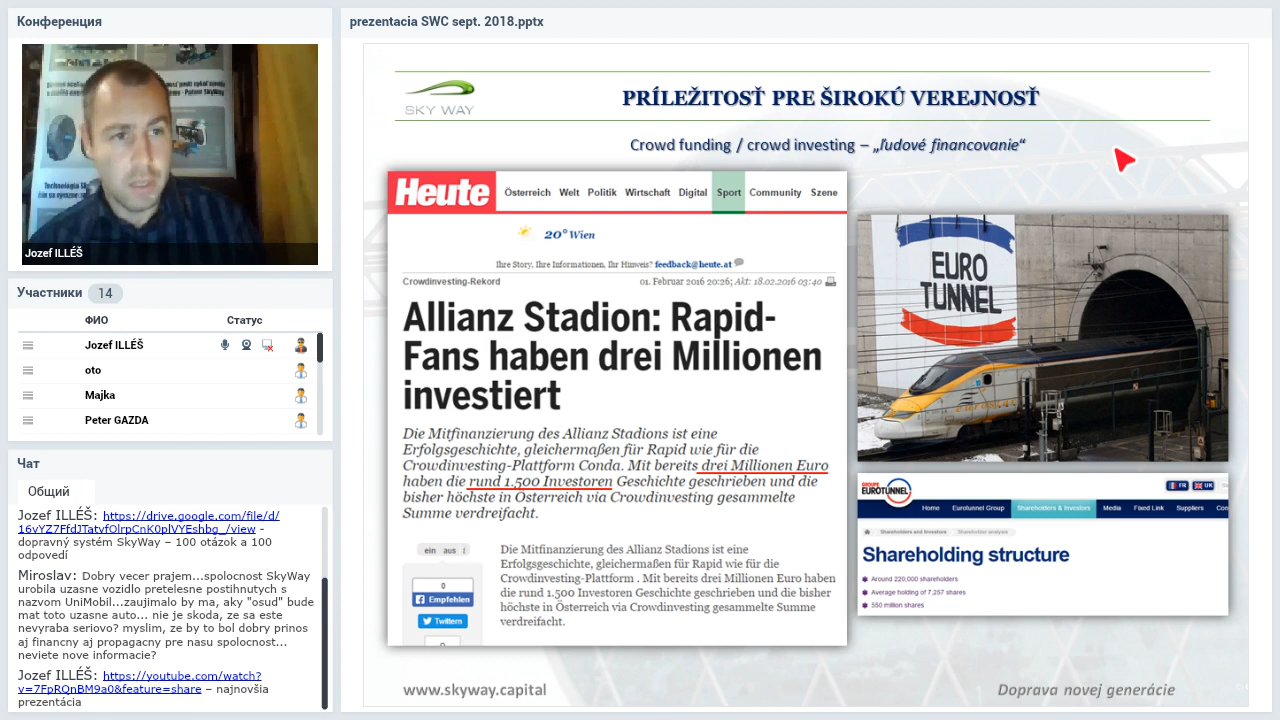 Конференция
Jozef ILLÉŠ
Участники 14
ФИО Статус
Jozef ILLÉŠ
oto
Majka
Peter GAZDA
Чат
Общий
Jozef ILLÉŠ: https://drive.google.com/file/d/
16vYZ7FfdJTatvfOlrpCnK0plVYEshbg_/view –
dopravný systém SkyWay – 100 otázok a 100
odpovedí
Miroslav: Dobry vecer prajem...spolocnost SkyWay
urobila uzasne vozidlo pretelesne postihnutych s
nazvom UniMobil...zaujimalo by ma, aky "osud" bude
mat toto uzasne auto... nie je skoda, ze sa este
nevyraba seriovo? myslim, ze by to bol dobry prinos
aj financny aj propagacny pre nasu spolocnost...
neviete nove informacie?
Jozef ILLÉŠ: https://youtube.com/watch?
v=7FpRQnBM9a0&feature=share – najnovšia
prezentácia
prezentacia SWC sept. 2018.pptx
SKY WAY
PRÍLEŽITOSŤ PRE ŠIROKÚ VEREJNOSŤ
Crowd funding / crowd investing – „ľudové financovanie“
Heute
Österreich Welt Politik Wirtschaft Digital Sport Community Szene
20° Wien
Ihre Story, Ihre Informationen, Ihr Hinweis? feedback@heute.at
Crowdinvesting-Rekord 01. Februar 2016 20:26; Akt: 18.02.2016 03:40
Allianz Stadion: Rapid-
Fans haben drei Millionen
investiert
Die Mitfinanzierung des Allianz Stadions ist eine
Erfolgsgeschichte, gleichermaßen für Rapid wie für die
Crowdinvesting-Plattform Conda. Mit bereits drei Millionen Euro
haben die rund 1.500 Investoren Geschichte geschrieben und die
bisher höchste in Österreich via Crowdinvesting gesammelte
Summe verdreifacht.
ein aus i
0
Empfehlen
Twittern
0
Die Mitfinanzierung des Allianz Stadions ist eine
Erfolgsgeschichte, gleichermaßen für Rapid wie für die
Crowdinvesting-Plattform . Mit bereits drei Millionen Euro haben
die rund 1.500 Investoren Geschichte geschrieben und die bisher
höchste in Österreich via Crowdinvesting gesammelte Summe
verdreifacht.
EURO
TUNNEL
GROUPE
EUROTUNNEL
FR UK
Home Eurotunnel Group Shareholders & Investors Media Fixed Link Suppliers
Shareholders and Investors Shareholder analysis
Shareholding structure
Around 220,000 shareholders
Average holding of 7,257 shares
550 million shares
www.skyway.capital
Doprava novej generácie